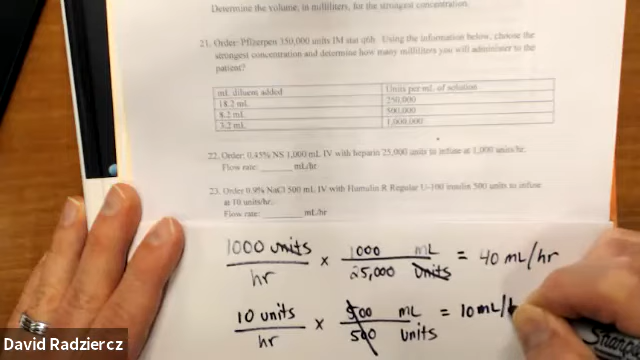 Determine the volume, in milliliters, for the strongest concentration.
21. Order: Pfizerpen 350,000 units IM stat q6h. Using the information below, choose the
strongest concentration and determine how many milliliters you will administer to the
patient?
mL diluent added Units per mL of solution
18.2 mL 250,000
8.2 mL 500,000
3.2 mL 1,000,000
22. Order: 0.45% NS 1,000 mL IV with heparin 25,000 units to infuse at 1,000 units/hr.
Flow rate: ______ mL/hr
23. Order 0.9% NaCl 500 mL IV with Humulin R Regular U-100 insulin 500 units to infuse
at 10 units/hr.
Flow rate: ______ mL/hr
1000 units / hr × 1000 mL / 25,000 units = 40 mL/hr
10 units / hr × 500 mL / 500 units = 10 mL/
Sharpie
David Radziercz